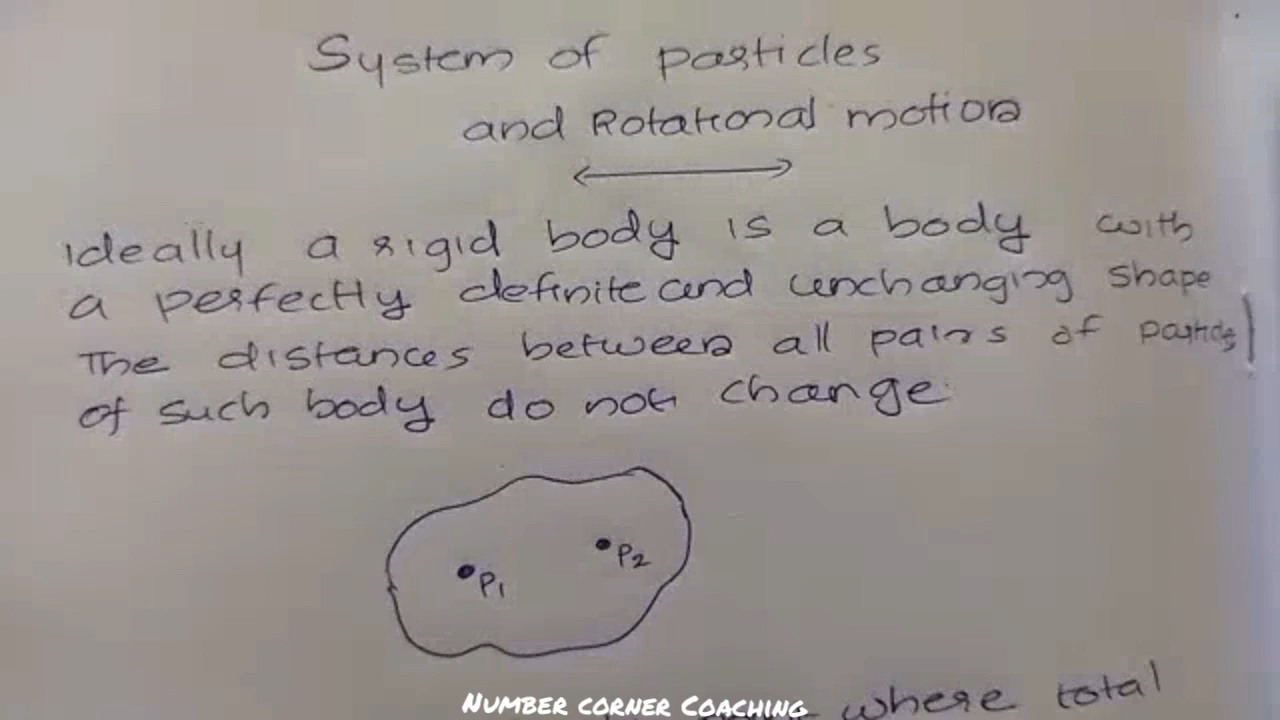 System of particles
and Rotational motion
ideally a rigid body is a body with
a perfectly definite and unchanging shape
The distances between all pairs of particles
of such body do not change.
P1
P2
where total
NUMBER CORNER COACHING